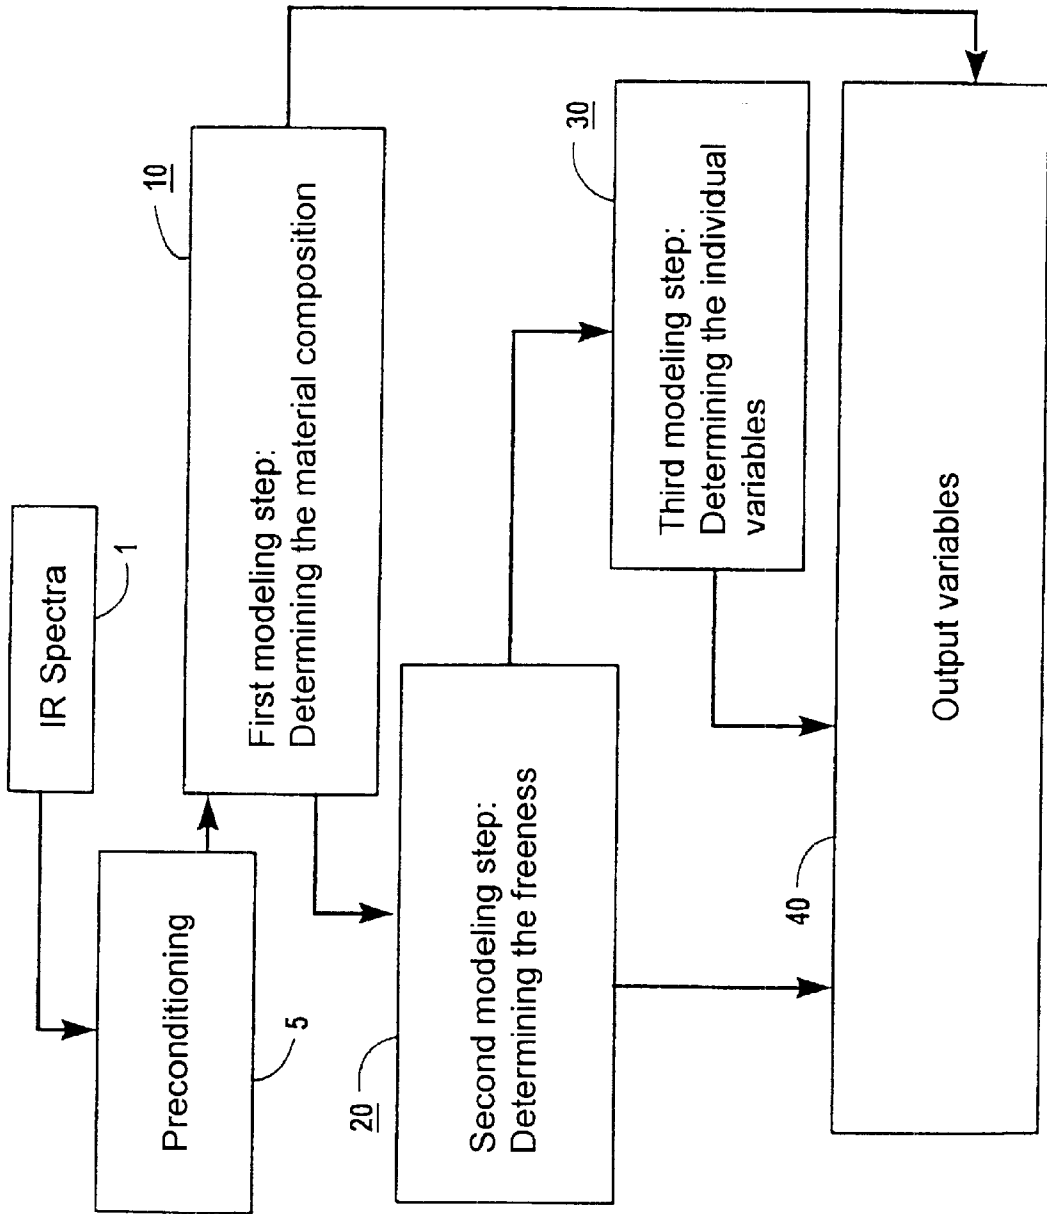 IR Spectra
1
Preconditioning
5
First modeling step:
Determining the material composition
10
Second modeling step:
Determining the freeness
20
Third modeling step:
Determining the individual
variables
30
Output variables
40